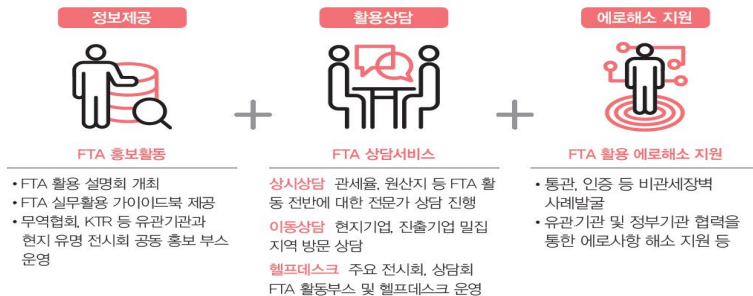 정보제공
FTA 홍보활동
• FTA 활용 설명회 개최
• FTA 실무활용 가이이드북 제공
• 무역협회, KTR 등 유관기관과
현지 유명 전시회 공동 홍보 부스
운영
활용상담
FTA 상담서비스
상시상담 관세율, 원산지 등 FTA 활
동 전반에 대한 전문가 상담 진행
이동상담 현지기업, 진출기업 밀집
지역 방문 상담
헬프데스크 주요 전시회, 상담회
FTA 활동부스 및 헬프데스크 운영
에로해소 지원
FTA 활용 에로해소 지원
• 통관, 인증 등 비관세장벽
사례발굴
• 유관기관 및 정부기관 협력을
통한 에로사항 해소 지원 등